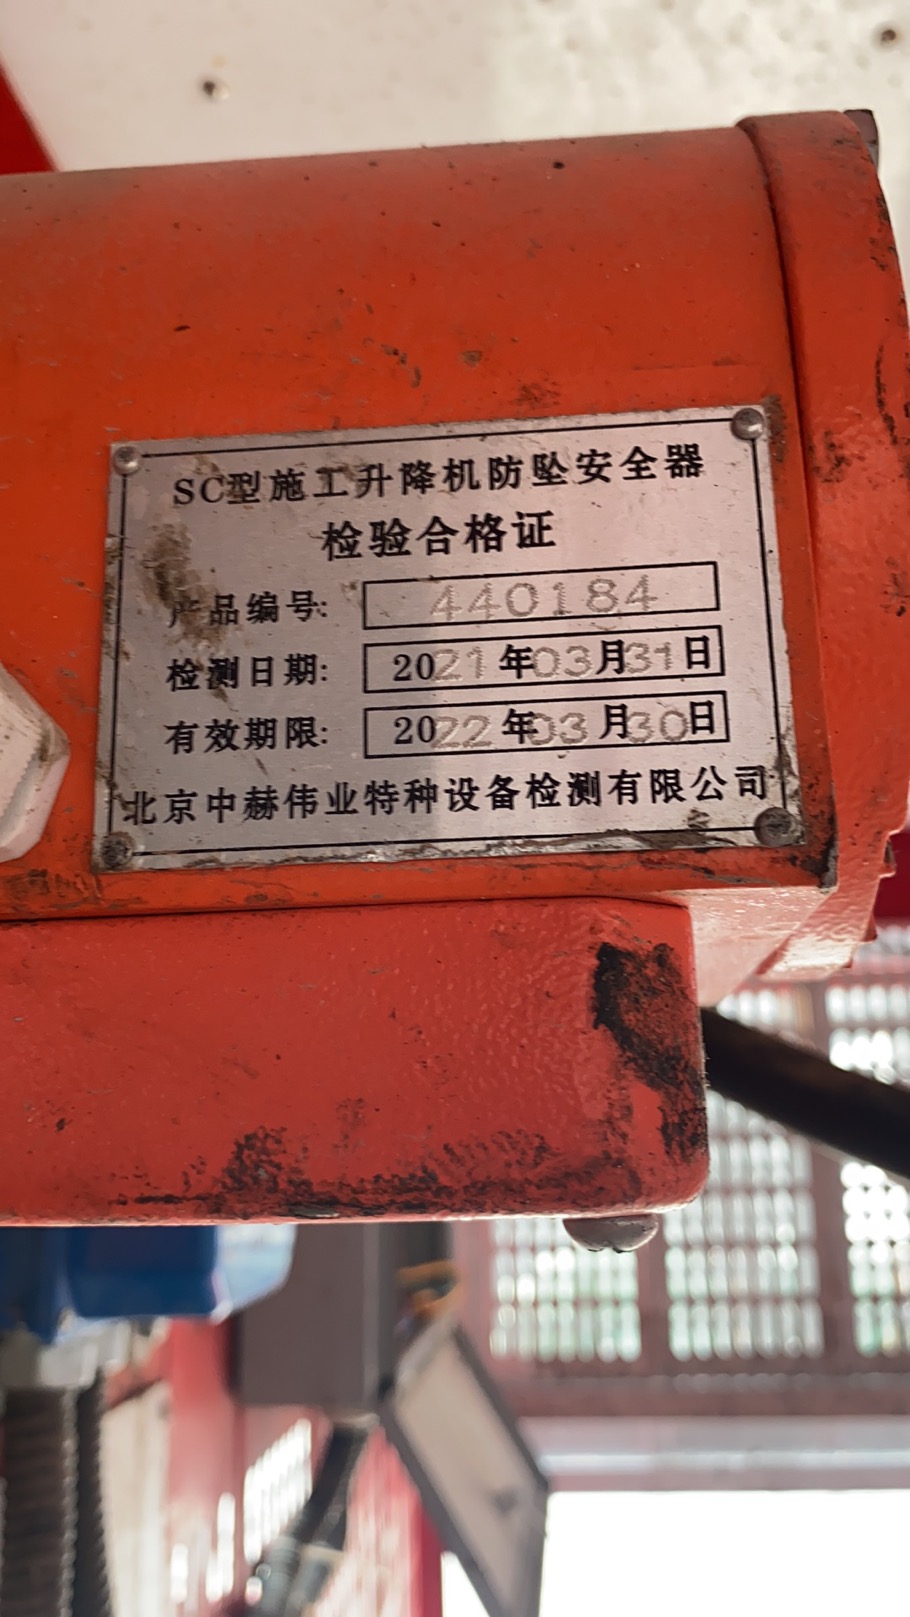 SC型施工升降机防坠安全器
检验合格证
产品编号: 440184
检测日期: 2021年03月31日
有效期限: 2022年03月30日
北京中赫伟业特种设备检测有限公司